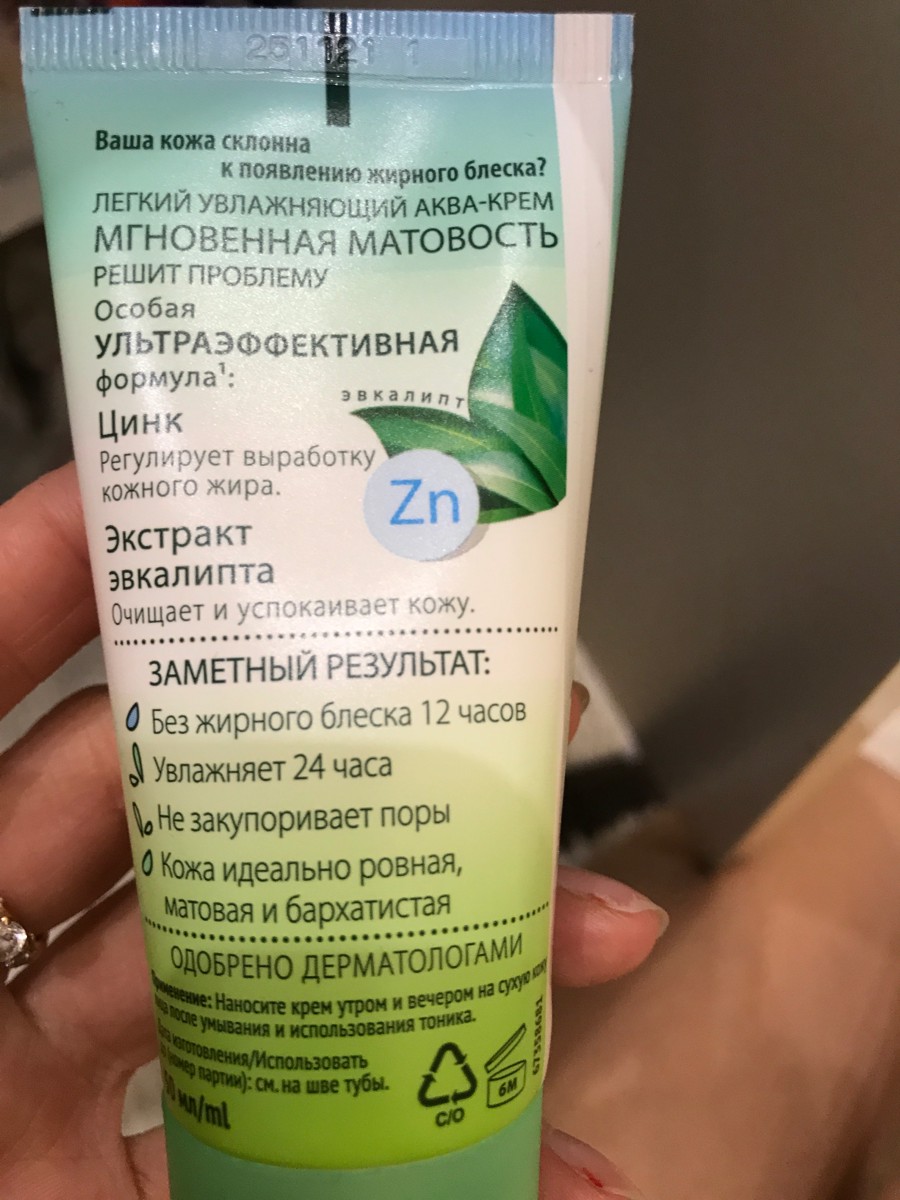 251121 1
Ваша кожа склонна
к появлению жирного блеска?
ЛЕГКИЙ УВЛАЖНЯЮЩИЙ АКВА-КРЕМ
МГНОВЕННАЯ МАТОВОСТЬ
РЕШИТ ПРОБЛЕМУ
Особая
УЛЬТРАЭФФЕКТИВНАЯ
формула¹:
эвкалипт
Цинк
Регулирует выработку
кожного жира.
Zn
Экстракт
эвкалипта
Очищает и успокаивает кожу.
ЗАМЕТНЫЙ РЕЗУЛЬТАТ:
Без жирного блеска 12 часов
Увлажняет 24 часа
Не закупоривает поры
Кожа идеально ровная,
матовая и бархатистая
ОДОБРЕНО ДЕРМАТОЛОГАМИ
Наносите крем утром и вечером на сухую кожу
после умывания и использования тоника.
изготовления/Использовать
партии): см. на шве тубы.
мл/ml
C/O
6M